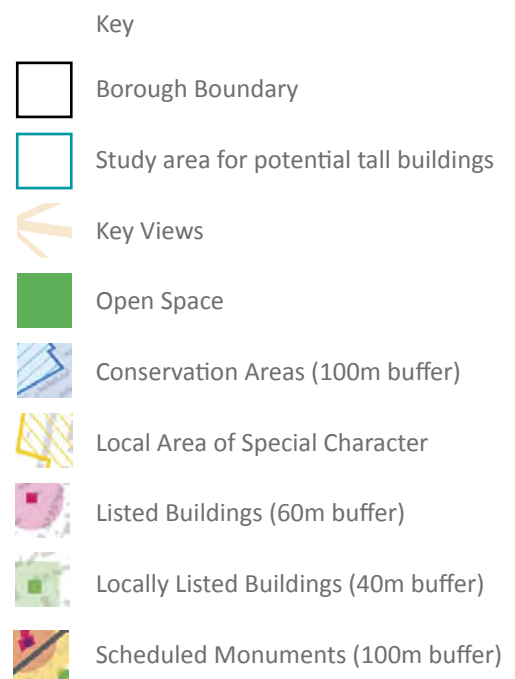 Key
Borough Boundary
Study area for potential tall buildings
Key Views
Open Space
Conservation Areas (100m buffer)
Local Area of Special Character
Listed Buildings (60m buffer)
Locally Listed Buildings (40m buffer)
Scheduled Monuments (100m buffer)